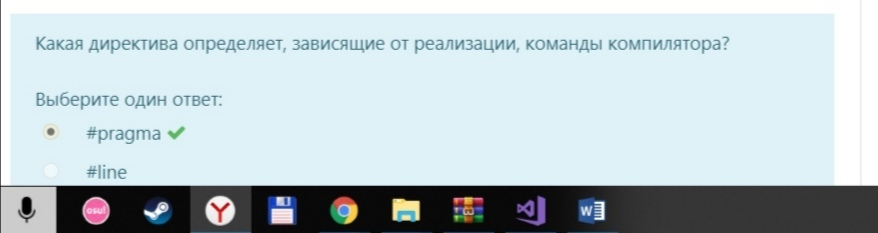 Какая директива определяет, зависящие от реализации, команды компилятора?
Выберите один ответ:
#pragma
#line
osu!